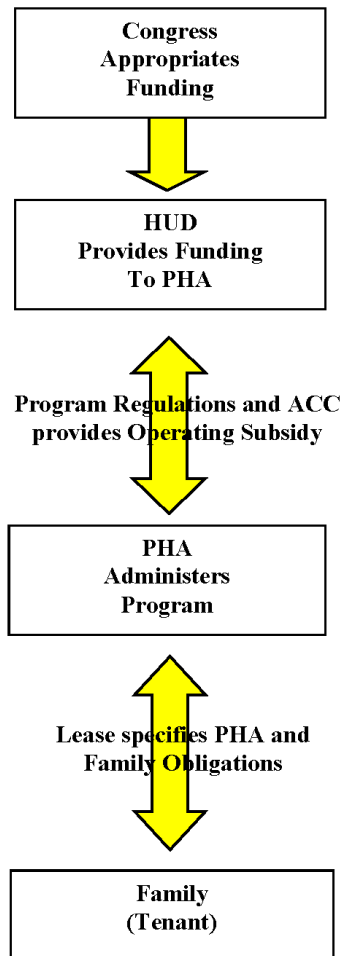 Congress
Appropriates
Funding
HUD
Provides Funding
To PHA
Program Regulations and ACC
provides Operating Subsidy
PHA
Administers
Program
Lease specifies PHA and
Family Obligations
Family
(Tenant)